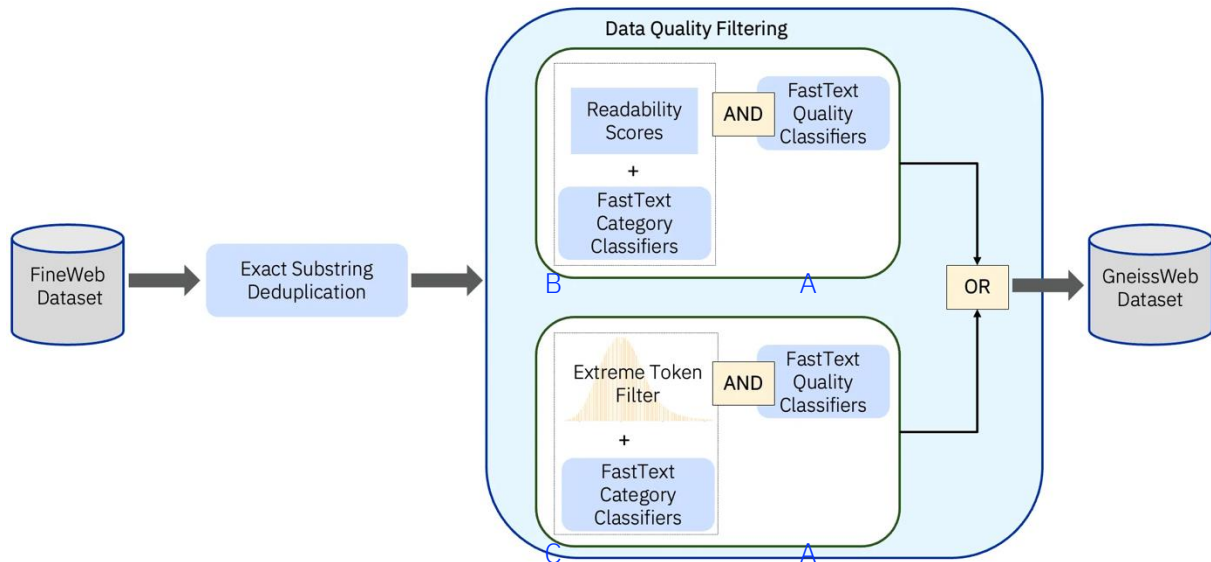 Data Quality Filtering
Readability
Scores
+
FastText
Category
Classifiers
AND
FastText
Quality
Classifiers
B
A
FineWeb
Dataset
Exact Substring
Deduplication
OR
GneissWeb
Dataset
Extreme Token
Filter
+
FastText
Category
Classifiers
AND
FastText
Quality
Classifiers
C
A